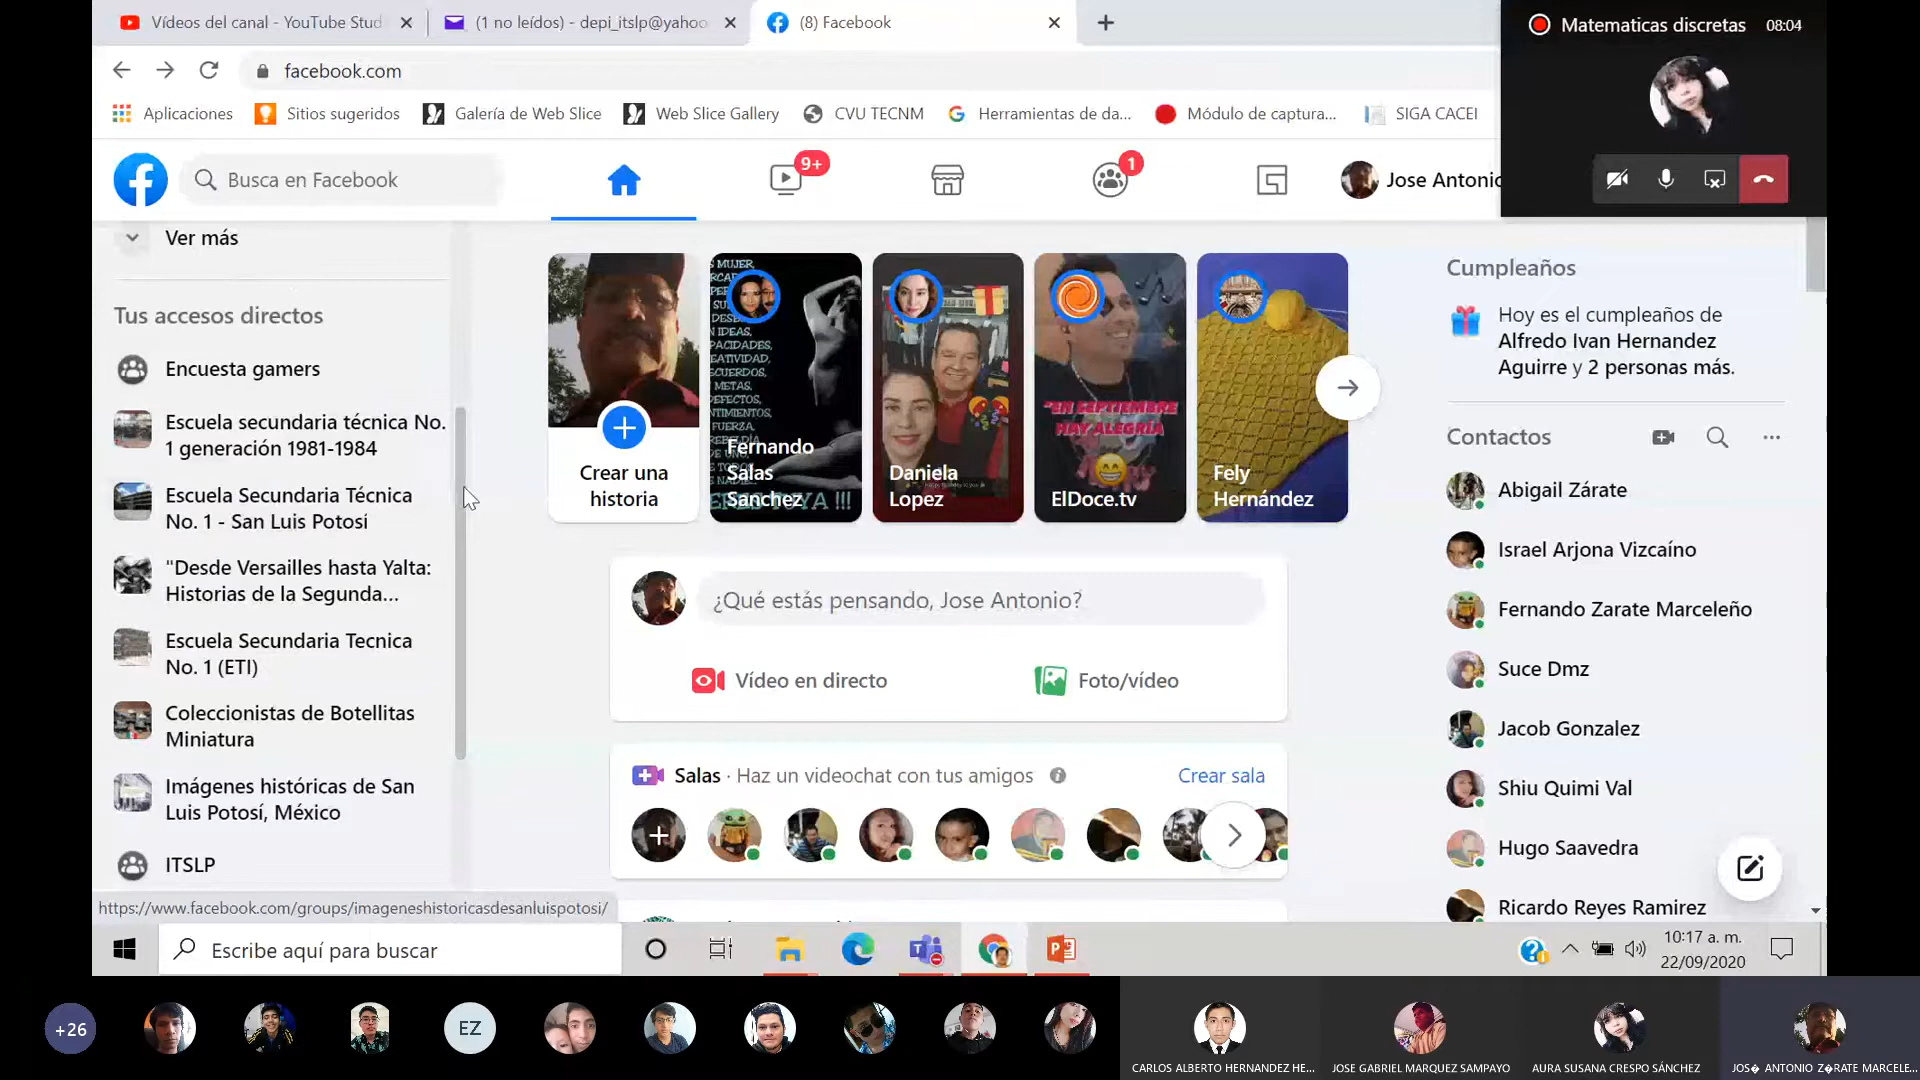 Vídeos del canal - YouTube Stud
(1 no leídos) - depi_itslp@yahoo
(8) Facebook
Matematicas discretas 08:04
facebook.com
Aplicaciones
Sitios sugeridos
Galería de Web Slice
Web Slice Gallery
CVU TECNM
Herramientas de da...
Módulo de captura...
SIGA CACEI
Busca en Facebook
9+
1
Jose Antonio
Ver más
Tus accesos directos
Encuesta gamers
Escuela secundaria técnica No.
1 generación 1981-1984
Escuela Secundaria Técnica
No. 1 - San Luis Potosí
"Desde Versailles hasta Yalta:
Historias de la Segunda...
Escuela Secundaria Tecnica
No. 1 (ETI)
Coleccionistas de Botellitas
Miniatura
Imágenes históricas de San
Luis Potosí, México
ITSLP
https://www.facebook.com/groups/imageneshistoricasdesanluispotosi/
Crear una
historia
MUJER,
IDEAS,
METAS,
FUERZA,
Fernando
Salas
Sanchez
YA !!!
Daniela
Lopez
"EN SEPTIEMBRE
HAY ALEGRÍA
ElDoce.tv
Fely
Hernández
¿Qué estás pensando, Jose Antonio?
Vídeo en directo
Foto/vídeo
Salas · Haz un videochat con tus amigos
Crear sala
Cumpleaños
Hoy es el cumpleaños de
Alfredo Ivan Hernandez
Aguirre y 2 personas más.
Contactos
Abigail Zárate
Israel Arjona Vizcaíno
Fernando Zarate Marceleño
Suce Dmz
Jacob Gonzalez
Shiu Quimi Val
Hugo Saavedra
Ricardo Reyes Ramirez
Escribe aquí para buscar
10:17 a. m.
22/09/2020
+26
EZ
CARLOS ALBERTO HERNANDEZ HE...
JOSE GABRIEL MARQUEZ SAMPAYO
AURA SUSANA CRESPO SÁNCHEZ
JOS� ANTONIO Z�RATE MARCELE...